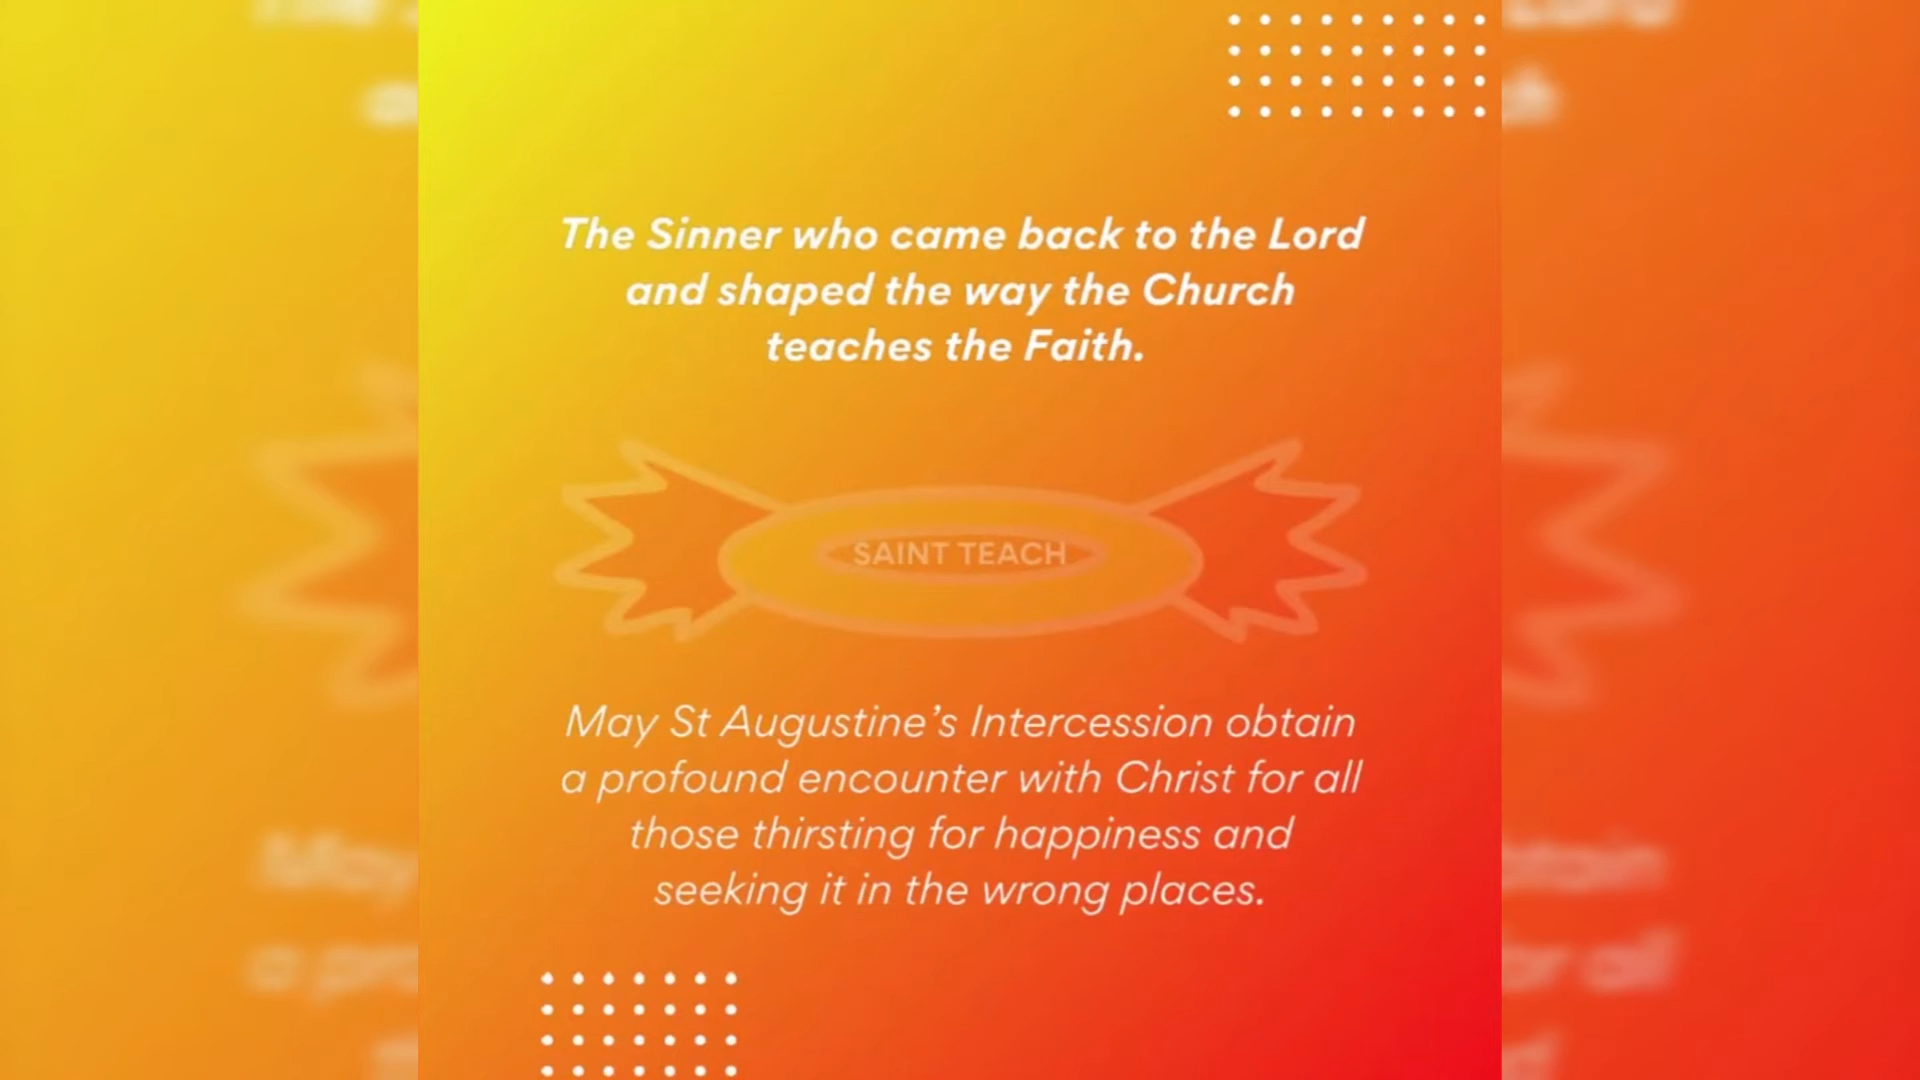 The Sinner who came back to the Lord
and shaped the way the Church
teaches the Faith.
SAINT TEACH
May St Augustine’s Intercession obtain
a profound encounter with Christ for all
those thirsting for happiness and
seeking it in the wrong places.